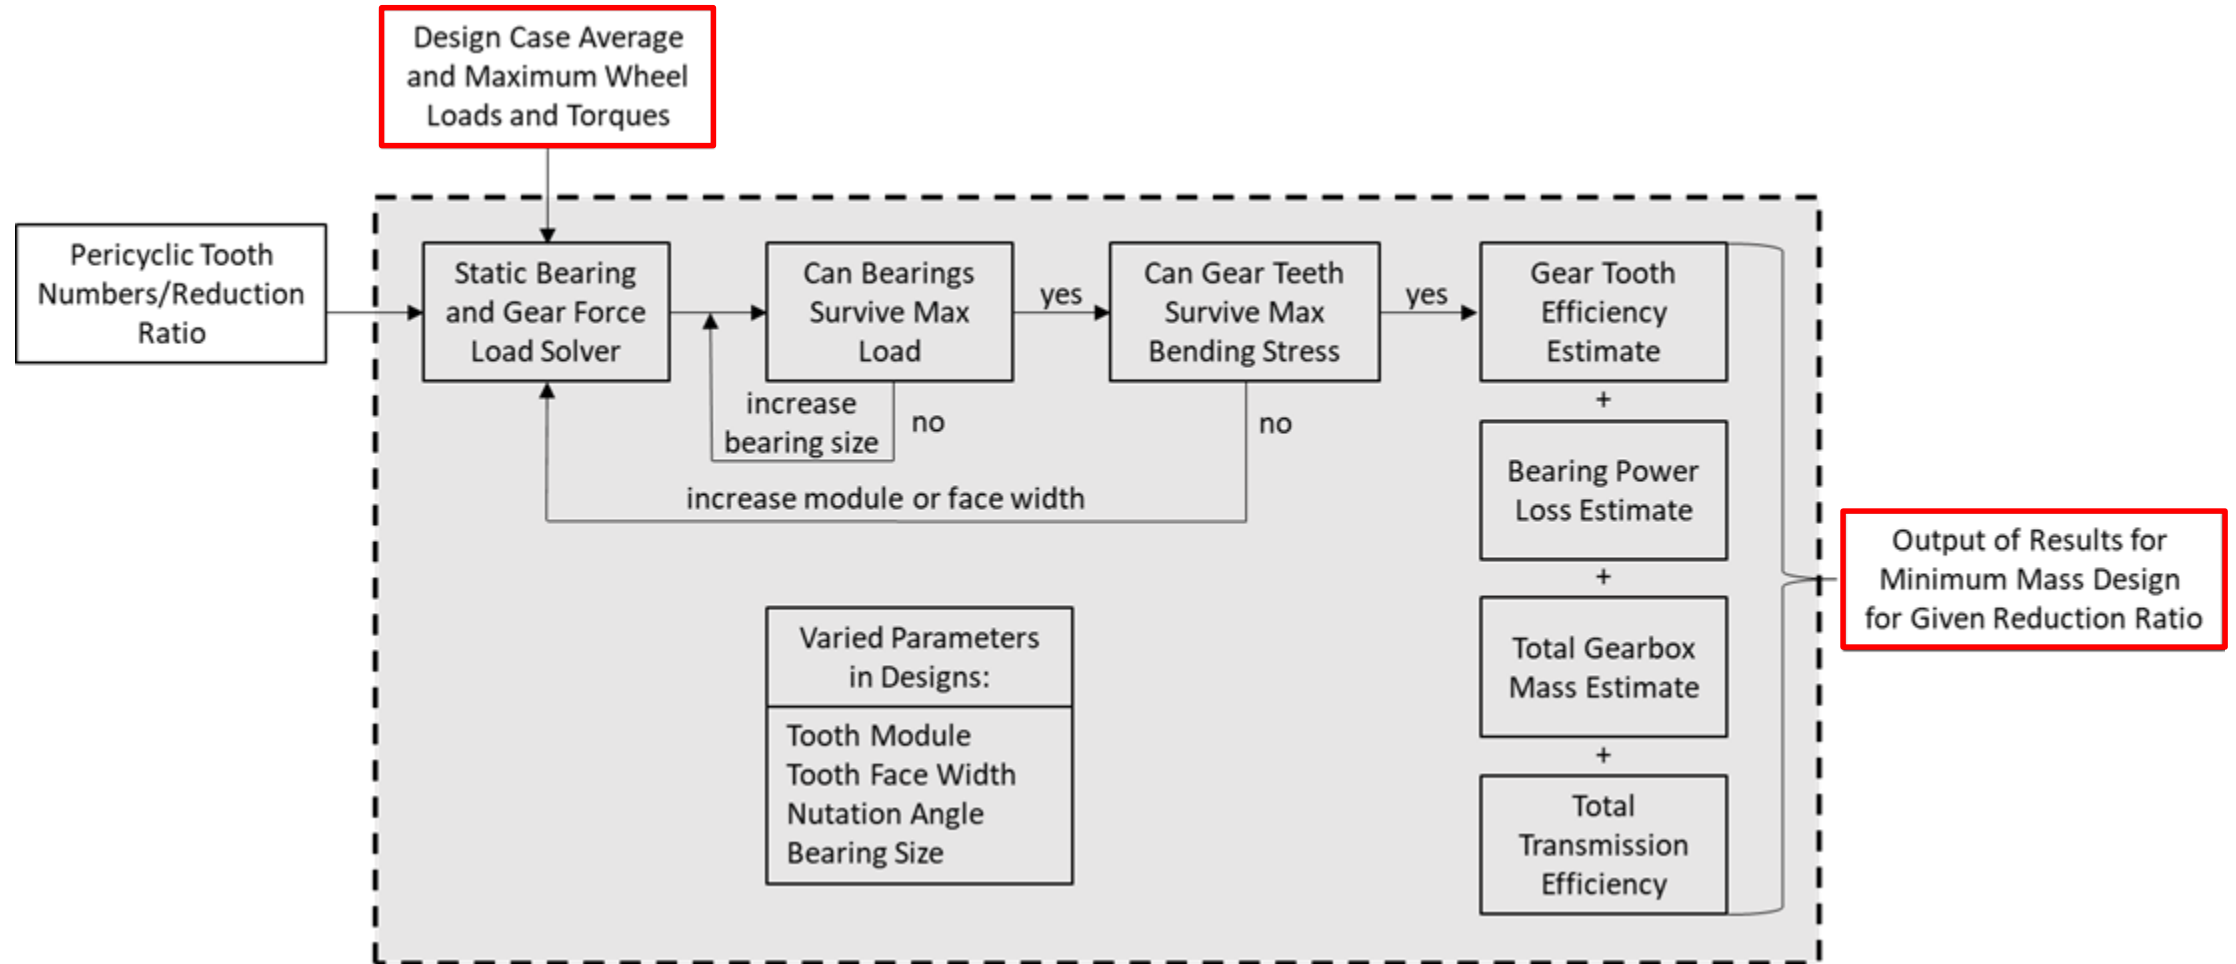 Design Case Average
and Maximum Wheel
Loads and Torques
Pericyclic Tooth
Numbers/Reduction
Ratio
Static Bearing
and Gear Force
Load Solver
Can Bearings
Survive Max
Load
yes
Can Gear Teeth
Survive Max
Bending Stress
yes
Gear Tooth
Efficiency
Estimate
increase
bearing size
no
no
increase module or face width
+
Bearing Power
Loss Estimate
+
Total Gearbox
Mass Estimate
+
Total
Transmission
Efficiency
Varied Parameters
in Designs:
Tooth Module
Tooth Face Width
Nutation Angle
Bearing Size
Output of Results for
Minimum Mass Design
for Given Reduction Ratio